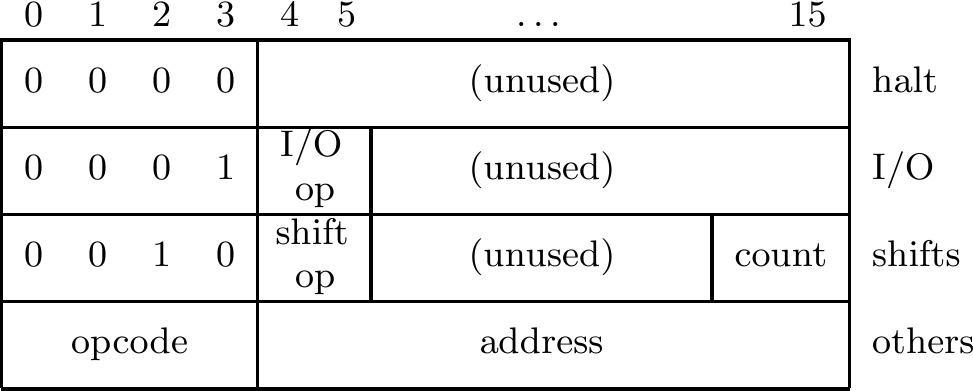 0 1 2 3 4 5 ... 15
0 0 0 0 (unused) halt
0 0 0 1 I/O op (unused) I/O
0 0 1 0 shift op (unused) count shifts
opcode address others